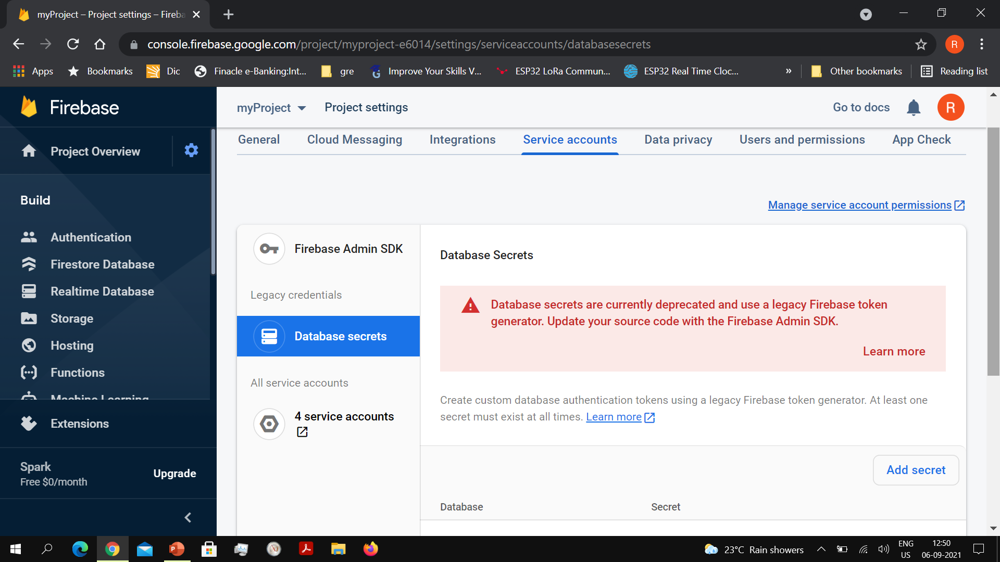 myProject – Project settings – Fireba
console.firebase.google.com/project/myproject-e6014/settings/serviceaccounts/databasesecrets
R
Apps
Bookmarks
Dic
Finacle e-Banking:Int...
gre
Improve Your Skills V...
ESP32 LoRa Commun...
ESP32 Real Time Cloc...
»
Other bookmarks
Reading list
Firebase
myProject
Project settings
Go to docs
R
Project Overview
General
Cloud Messaging
Integrations
Service accounts
Data privacy
Users and permissions
App Check
Build
Authentication
Firestore Database
Realtime Database
Storage
Hosting
Functions
Machine Learning
Extensions
Spark
Free $0/month
Upgrade
Manage service account permissions
Firebase Admin SDK
Legacy credentials
Database secrets
All service accounts
4 service accounts
Database Secrets
Database secrets are currently deprecated and use a legacy Firebase token
generator. Update your source code with the Firebase Admin SDK.
Learn more
Create custom database authentication tokens using a legacy Firebase token generator. At least one
secret must exist at all times. Learn more
Add secret
Database
Secret
23°C Rain showers
ENG
US
12:50
06-09-2021